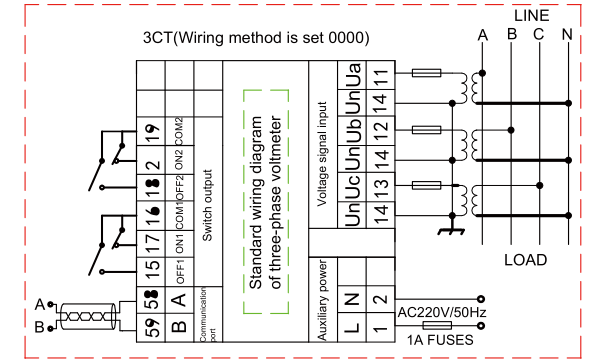 LINE
3CT(Wiring method is set 0000)
A B C N
Ua 11
Un 14
Ub 12
Un 14
Uc 13
Un 14
Voltage signal input
Standard wiring diagram
of three-phase voltmeter
19 COM2
2 ON2
18 OFF2
16 COM1
17 ON1
15 OFF1
Switch output
LOAD
A 58 A
B 59 B
Communication
port
Auxiliary power
N 2
L 1
AC220V/50Hz
1A FUSES